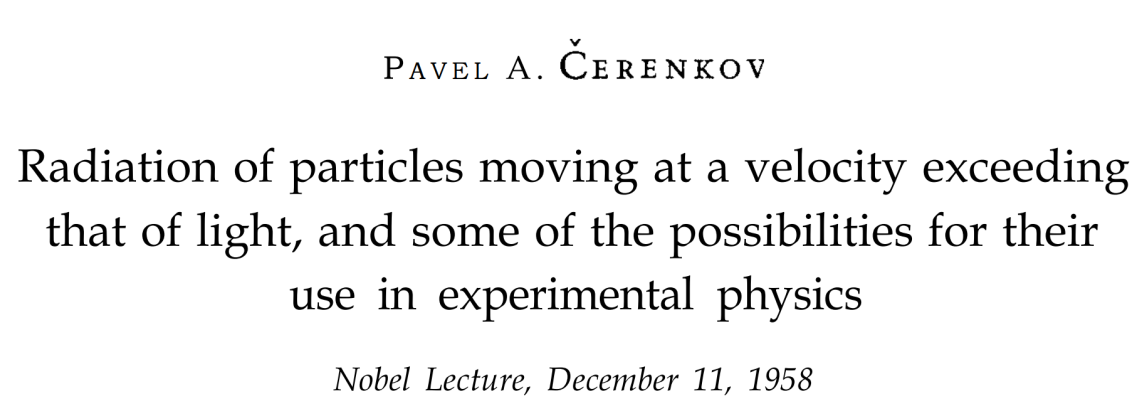 PAVEL A. ČERENKOV
Radiation of particles moving at a velocity exceeding
that of light, and some of the possibilities for their
use in experimental physics
Nobel Lecture, December 11, 1958